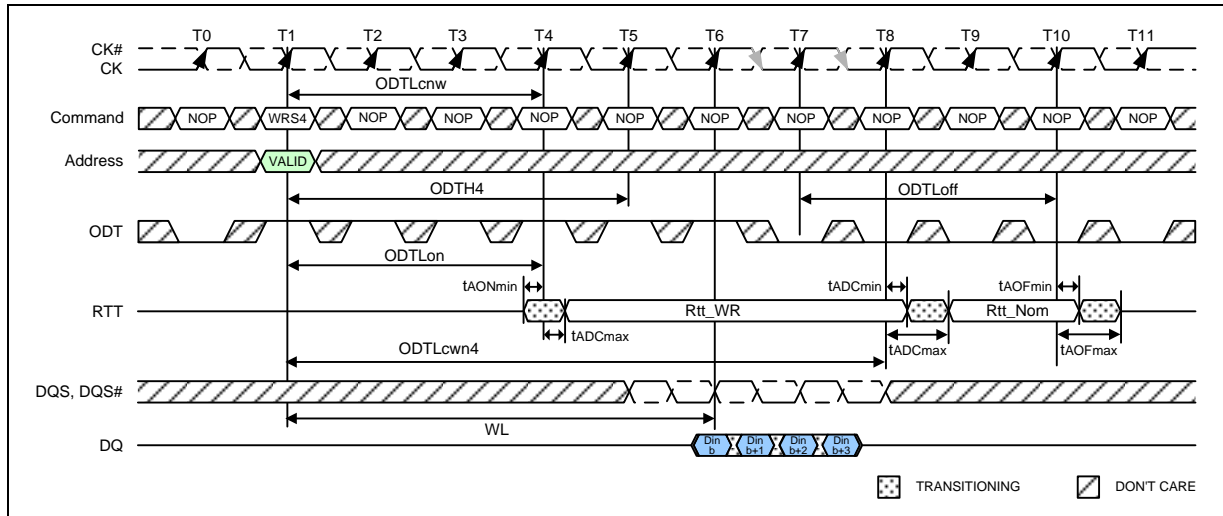 T0 T1 T2 T3 T4 T5 T6 T7 T8 T9 T10 T11
CK#
CK
ODTLcnw
Command NOP WRS4 NOP NOP NOP NOP NOP NOP NOP NOP NOP NOP
Address VALID
ODTH4 ODTLoff
ODT
ODTLon
tAONmin tADCmin tAOFmin
RTT Rtt_WR Rtt_Nom
tADCmax tADCmax tAOFmax
ODTLcwn4
DQS, DQS#
WL
DQ Din b Din b+1 Din b+2 Din b+3
TRANSITIONING DON'T CARE